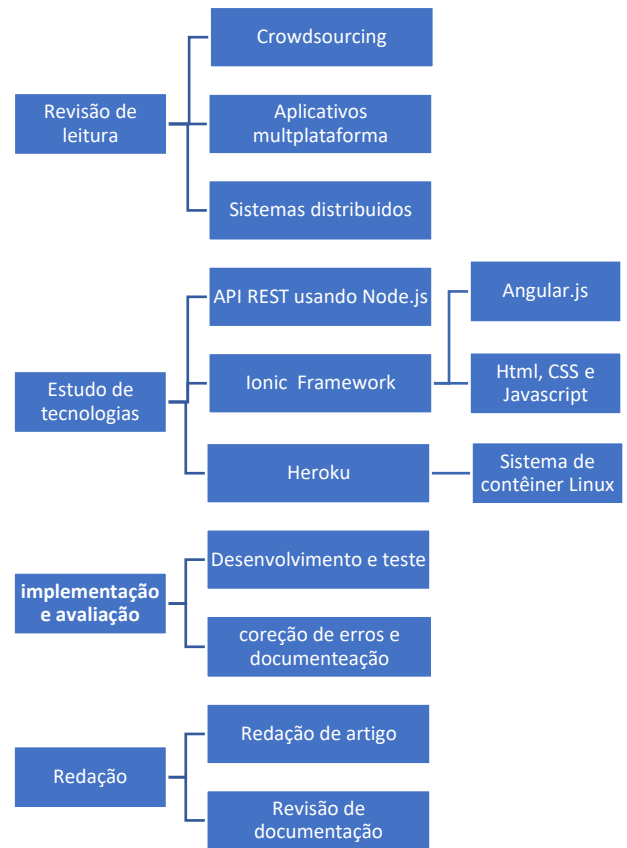 Crowdsourcing
Revisão de
leitura
Aplicativos
multplataforma
Sistemas distribuidos
API REST usando Node.js
Angular.js
Estudo de
tecnologias
Ionic Framework
Html, CSS e
Javascript
Heroku
Sistema de
contêiner Linux
Desenvolvimento e teste
implementação
e avaliação
coreção de erros e
documenteação
Redação de artigo
Redação
Revisão de
documentação